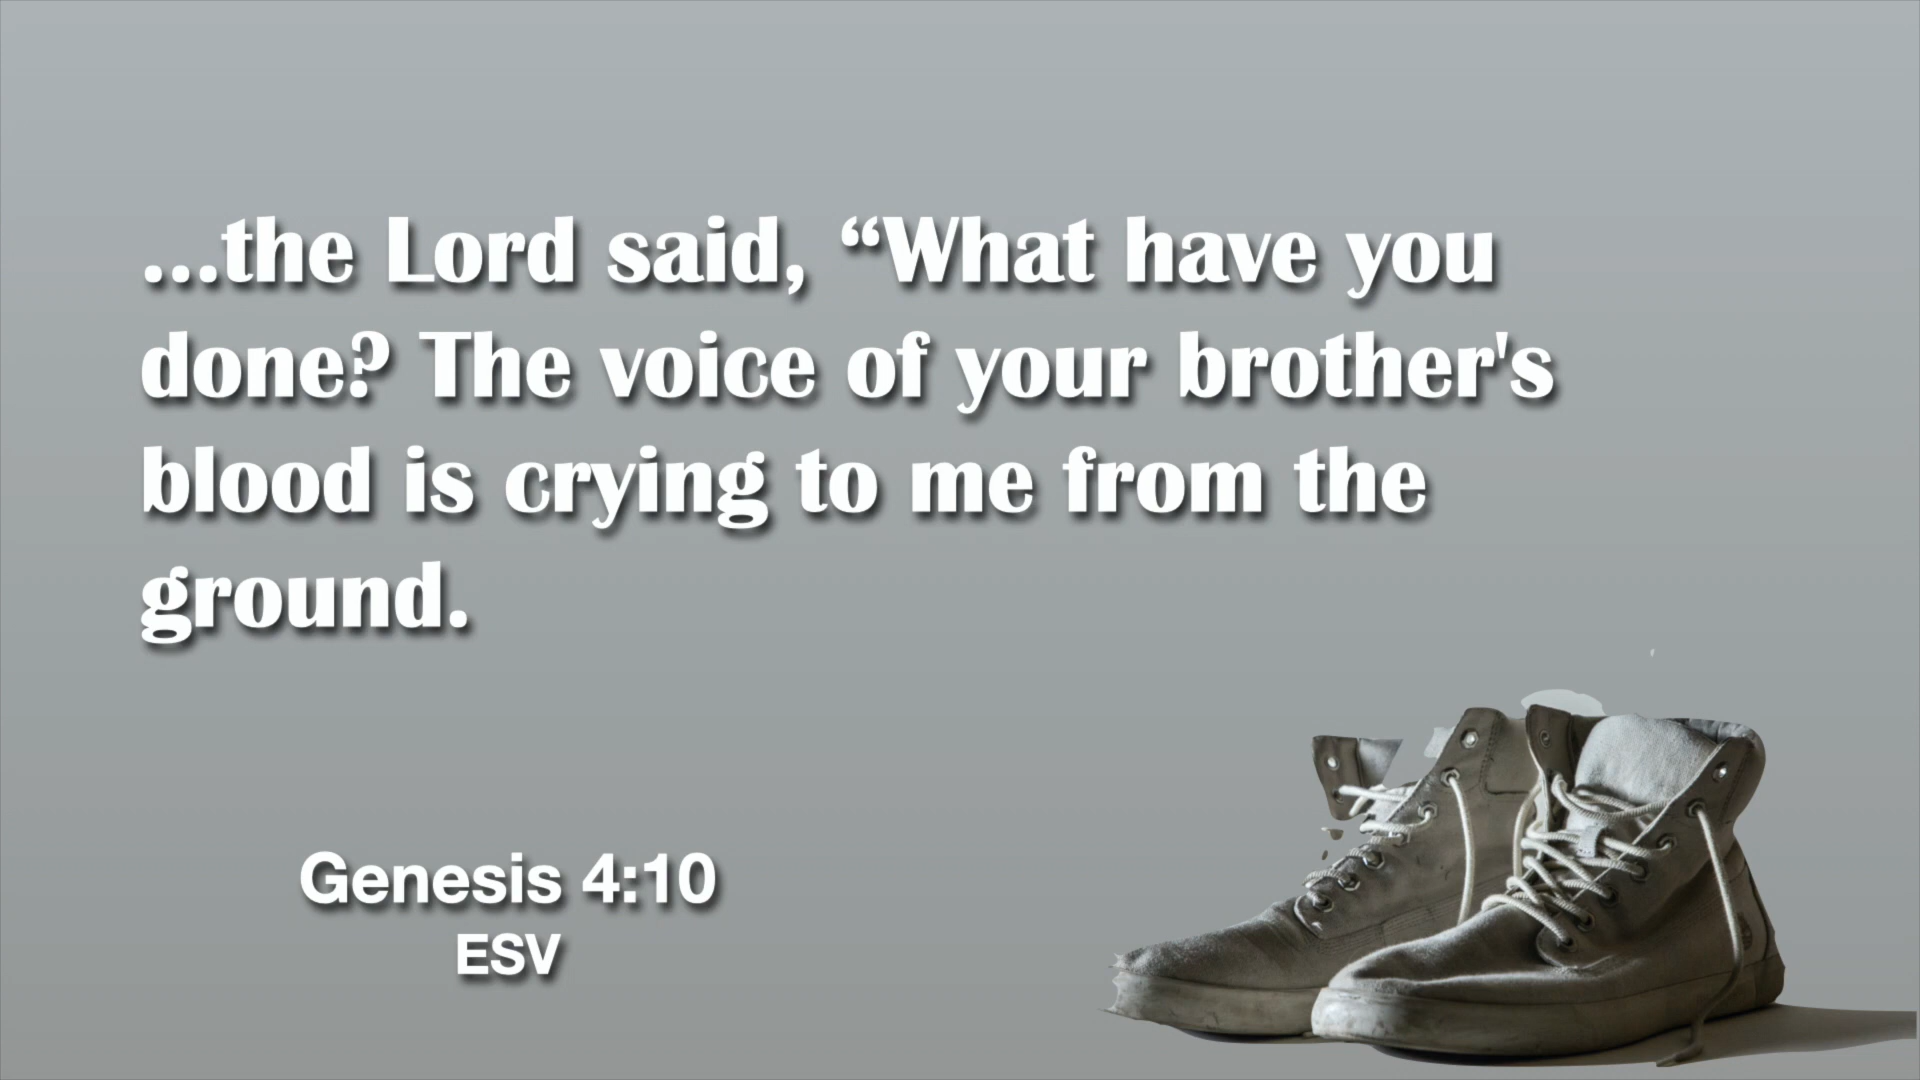 ...the Lord said, “What have you
done? The voice of your brother's
blood is crying to me from the
ground.
Genesis 4:10
ESV